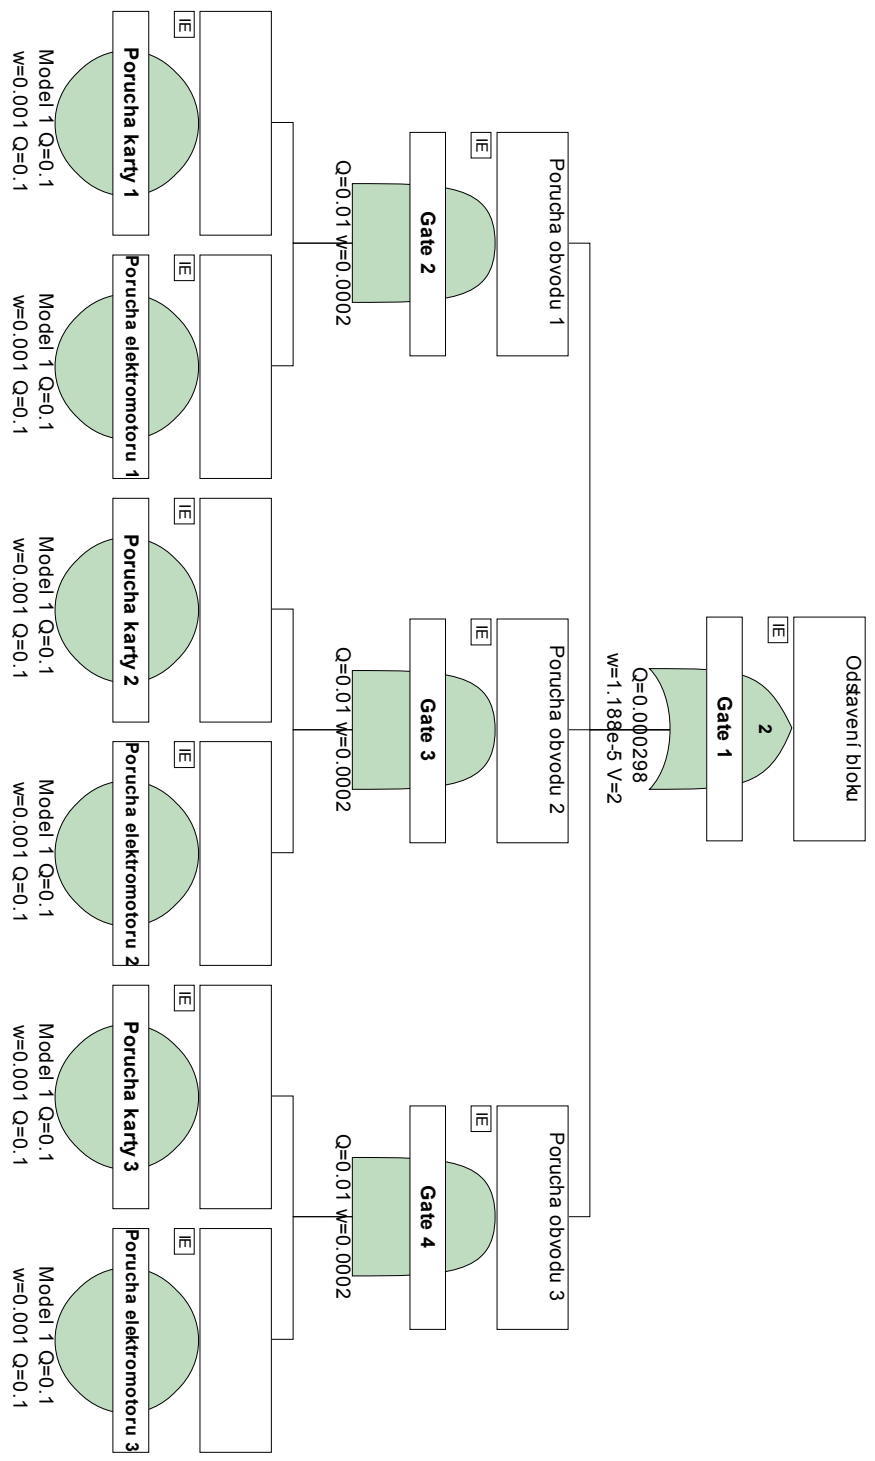 Odstavení bloku
IE
2
Gate 1
Q=0.000298
w=1.188e-5 V=2
Porucha obvodu 1
IE
Gate 2
Q=0.01 w=0.0002
Porucha obvodu 2
IE
Gate 3
Q=0.01 w=0.0002
Porucha obvodu 3
IE
Gate 4
Q=0.01 w=0.0002
IE
Porucha karty 1
Model 1 Q=0.1
w=0.001 Q=0.1
IE
Porucha elektromotoru 1
Model 1 Q=0.1
w=0.001 Q=0.1
IE
Porucha karty 2
Model 1 Q=0.1
w=0.001 Q=0.1
IE
Porucha elektromotoru 2
Model 1 Q=0.1
w=0.001 Q=0.1
IE
Porucha karty 3
Model 1 Q=0.1
w=0.001 Q=0.1
IE
Porucha elektromotoru 3
Model 1 Q=0.1
w=0.001 Q=0.1